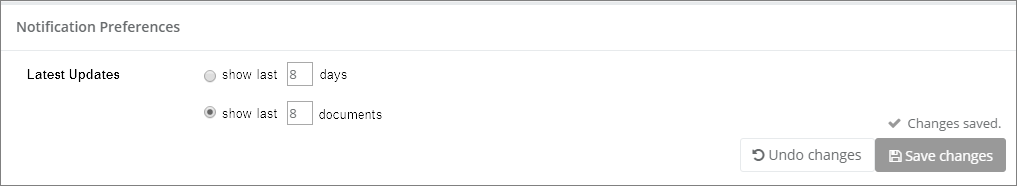 Notification Preferences
Latest Updates show last 8 days
show last 8 documents
Changes saved.
Undo changes Save changes